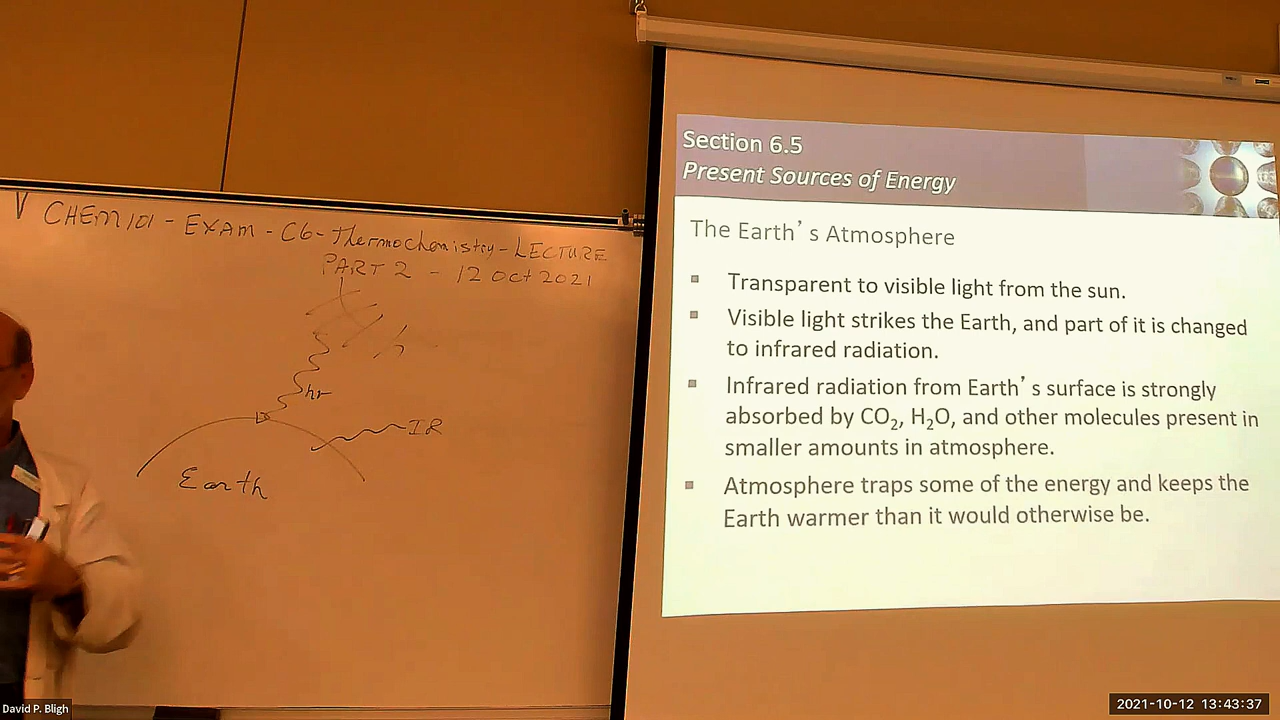 V CHEM 101 - EXAM - C6 - Thermochemistry - LECTURE
PART 2 - 12 Oct 2021
hν
IR
Earth
Section 6.5
Present Sources of Energy
The Earth's Atmosphere
▪ Transparent to visible light from the sun.
▪ Visible light strikes the Earth, and part of it is changed
to infrared radiation.
▪ Infrared radiation from Earth's surface is strongly
absorbed by CO₂, H₂O, and other molecules present in
smaller amounts in atmosphere.
▪ Atmosphere traps some of the energy and keeps the
Earth warmer than it would otherwise be.
David P. Bligh
2021-10-12 13:43:37